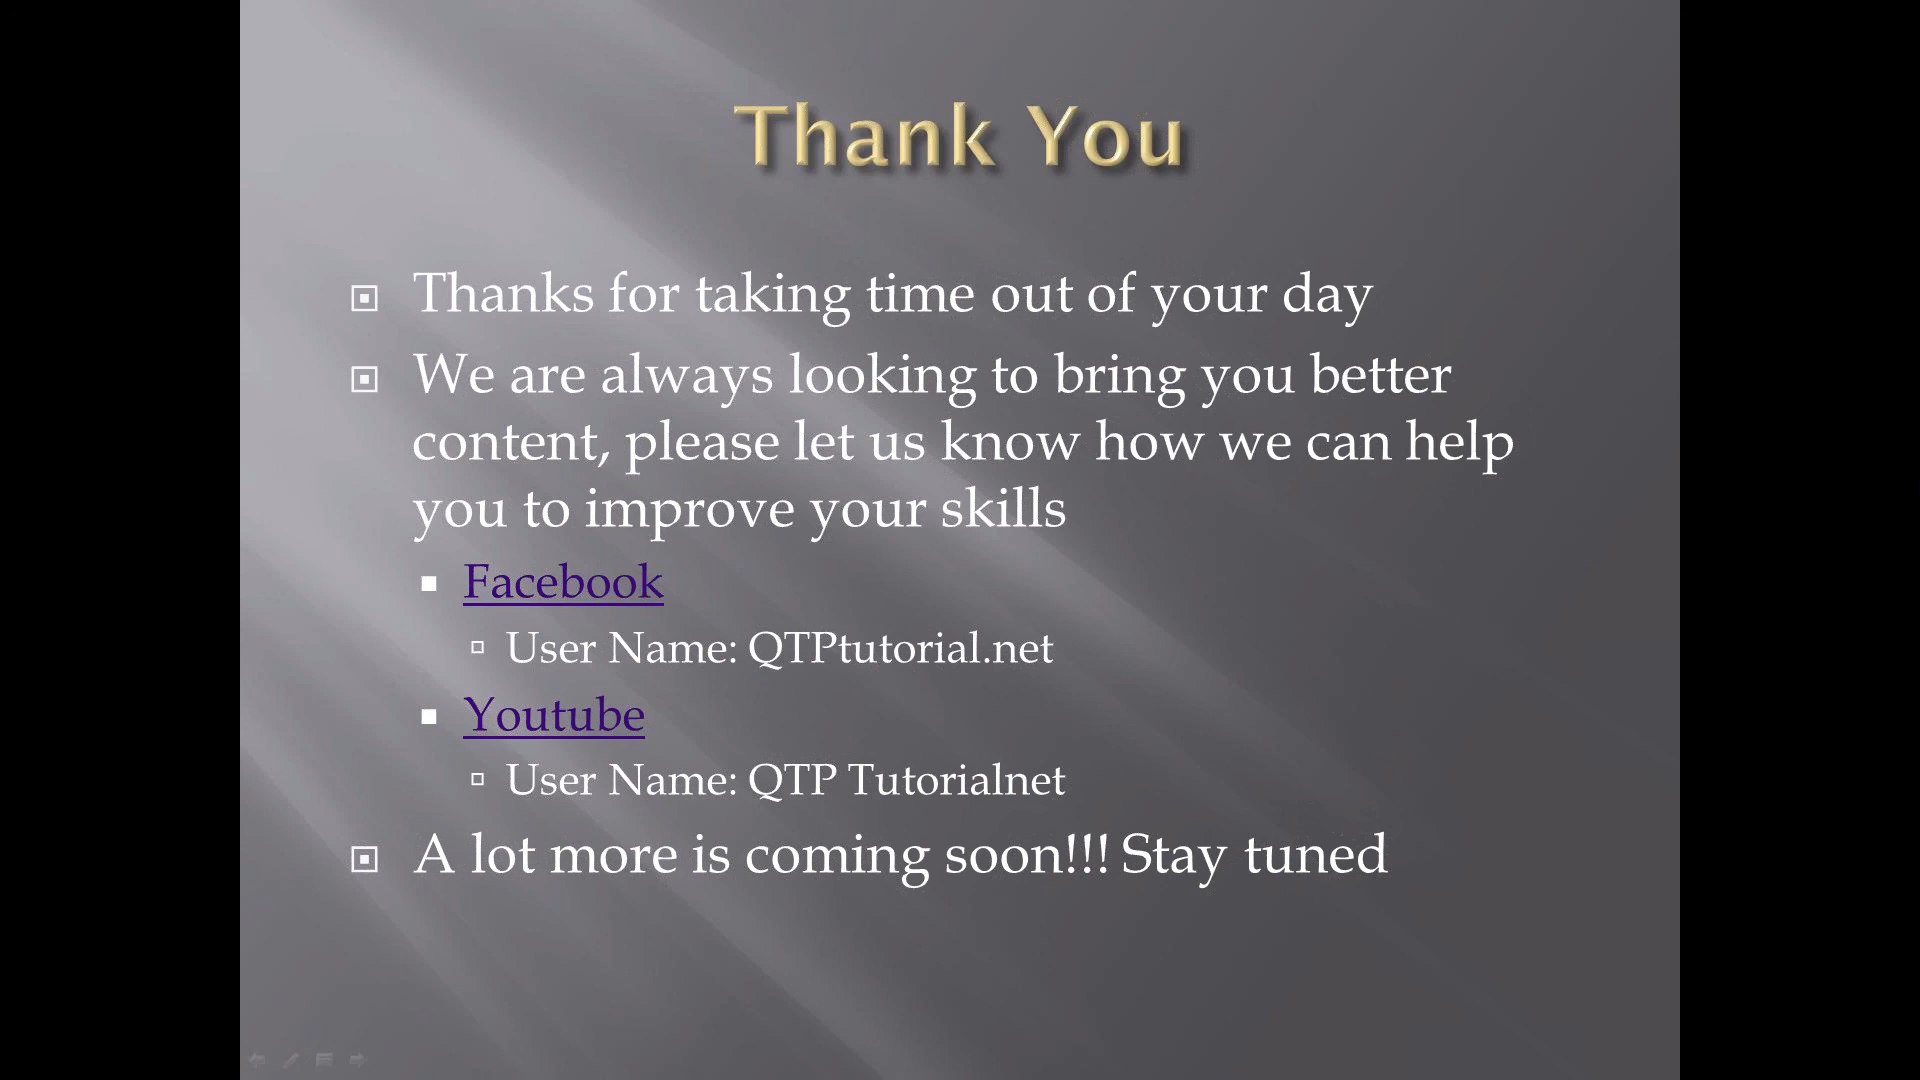 Thank You
Thanks for taking time out of your day
We are always looking to bring you better
content, please let us know how we can help
you to improve your skills
Facebook
User Name: QTPtutorial.net
Youtube
User Name: QTP Tutorialnet
A lot more is coming soon!!! Stay tuned